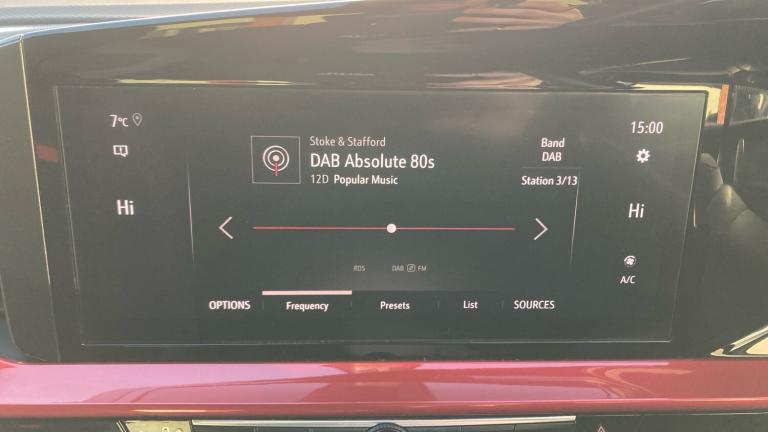 7°C
15:00
Stoke & Stafford
DAB Absolute 80s
12D Popular Music
Band
DAB
Station 3/13
Hi
Hi
RDS DAB FM
A/C
OPTIONS Frequency Presets List SOURCES